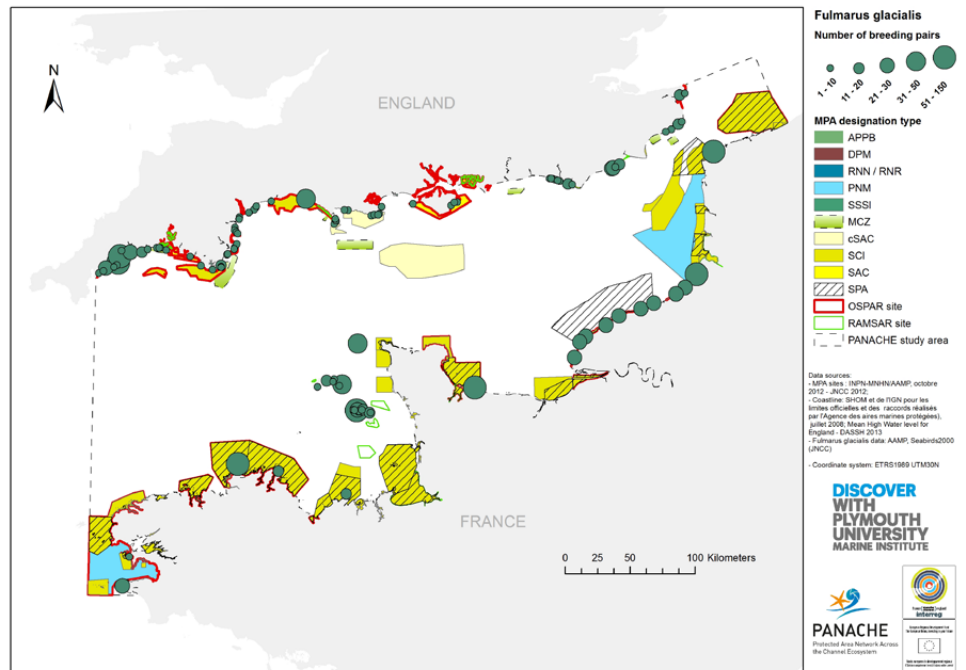 N
ENGLAND
FRANCE
0 25 50 100 Kilometers
Fulmarus glacialis
Number of breeding pairs
1 - 10
11 - 20
21 - 30
31 - 50
51 - 150
MPA designation type
APPB
DPM
RNN / RNR
PNM
SSSI
MCZ
cSAC
SCI
SAC
SPA
OSPAR site
RAMSAR site
PANACHE study area
Data sources:
- MPA sites : INPN-MNHN/AAMP, octobre
2012 - JNCC 2012;
- Coastline: SHOM et de l'IGN pour les
limites officielles et des raccords réalisés
par l'Agence des aires marines protégées),
juillet 2008; Mean High Water level for
England - DASSH 2013
- Fulmarus glacialis data: AAMP, Seabirds2000
(JNCC)
- Coordinate system: ETRS1989 UTM30N
DISCOVER
WITH
PLYMOUTH
UNIVERSITY
MARINE INSTITUTE
PANACHE
Protected Area Network Across
the Channel Ecosystem
interreg